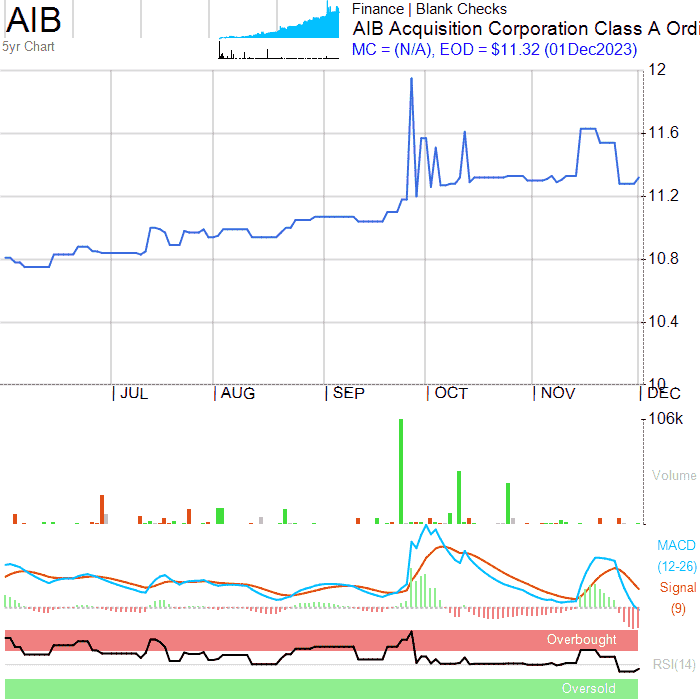 AIB
5yr Chart
Finance | Blank Checks
AIB Acquisition Corporation Class A Ordi
MC = (N/A), EOD = $11.32 (01Dec2023)
12
11.6
11.2
10.8
10.4
10
JUL
AUG
SEP
OCT
NOV
DEC
106k
Volume
MACD
(12-26)
Signal
(9)
Overbought
RSI(14)
Oversold